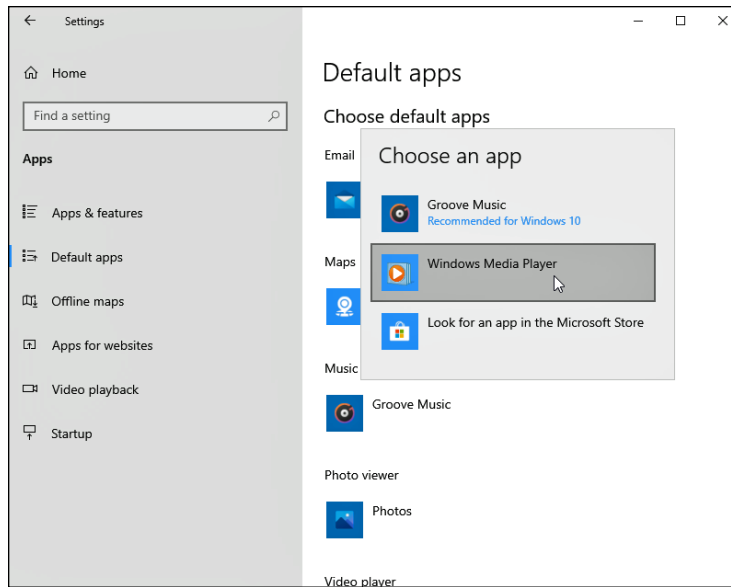 Settings
Home
Find a setting
Apps
Apps & features
Default apps
Offline maps
Apps for websites
Video playback
Startup
Default apps
Choose default apps
Email
Maps
Music
Groove Music
Photo viewer
Photos
Video player
Choose an app
Groove Music
Recommended for Windows 10
Windows Media Player
Look for an app in the Microsoft Store